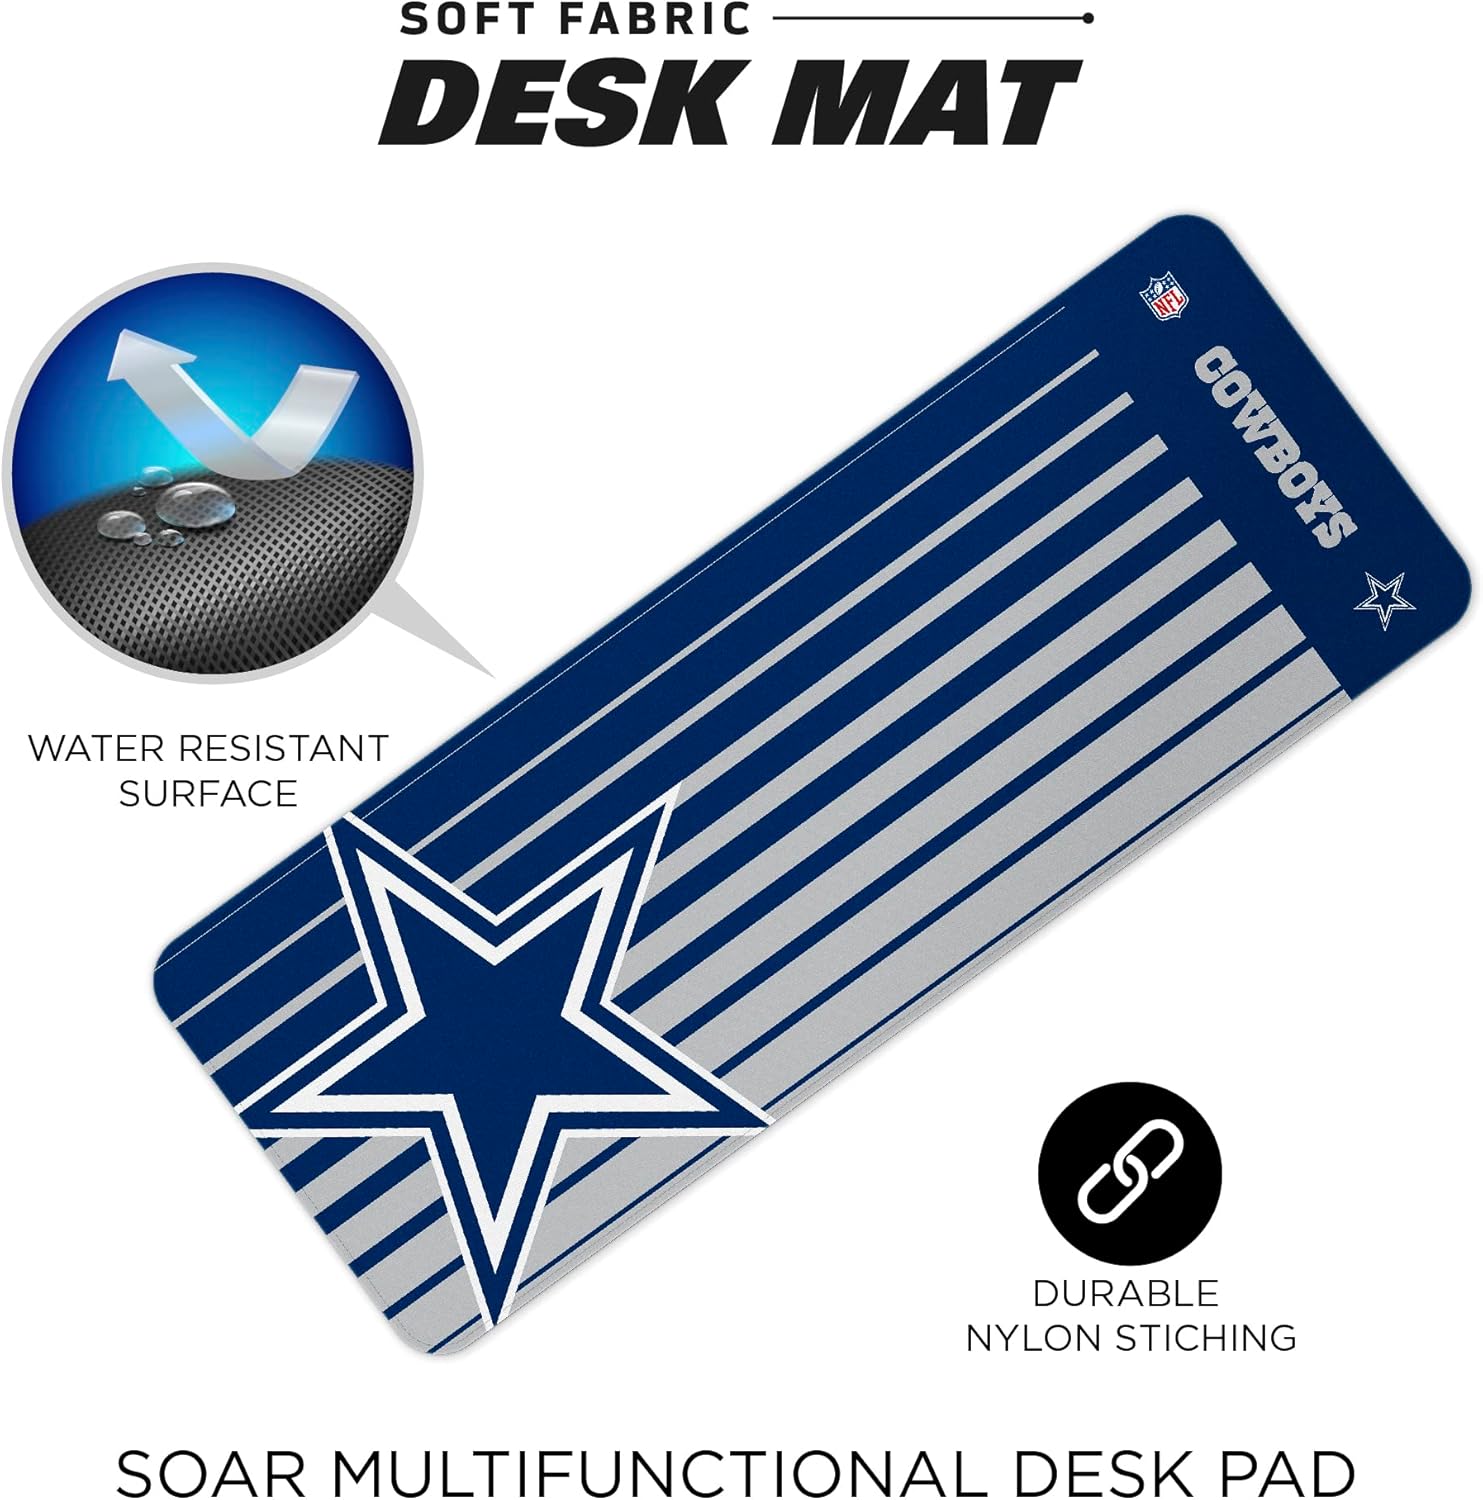 SOFT FABRIC
DESK MAT
NFL
COWBOYS
WATER RESISTANT
SURFACE
DURABLE
NYLON STICHING
SOAR MULTIFUNCTIONAL DESK PAD